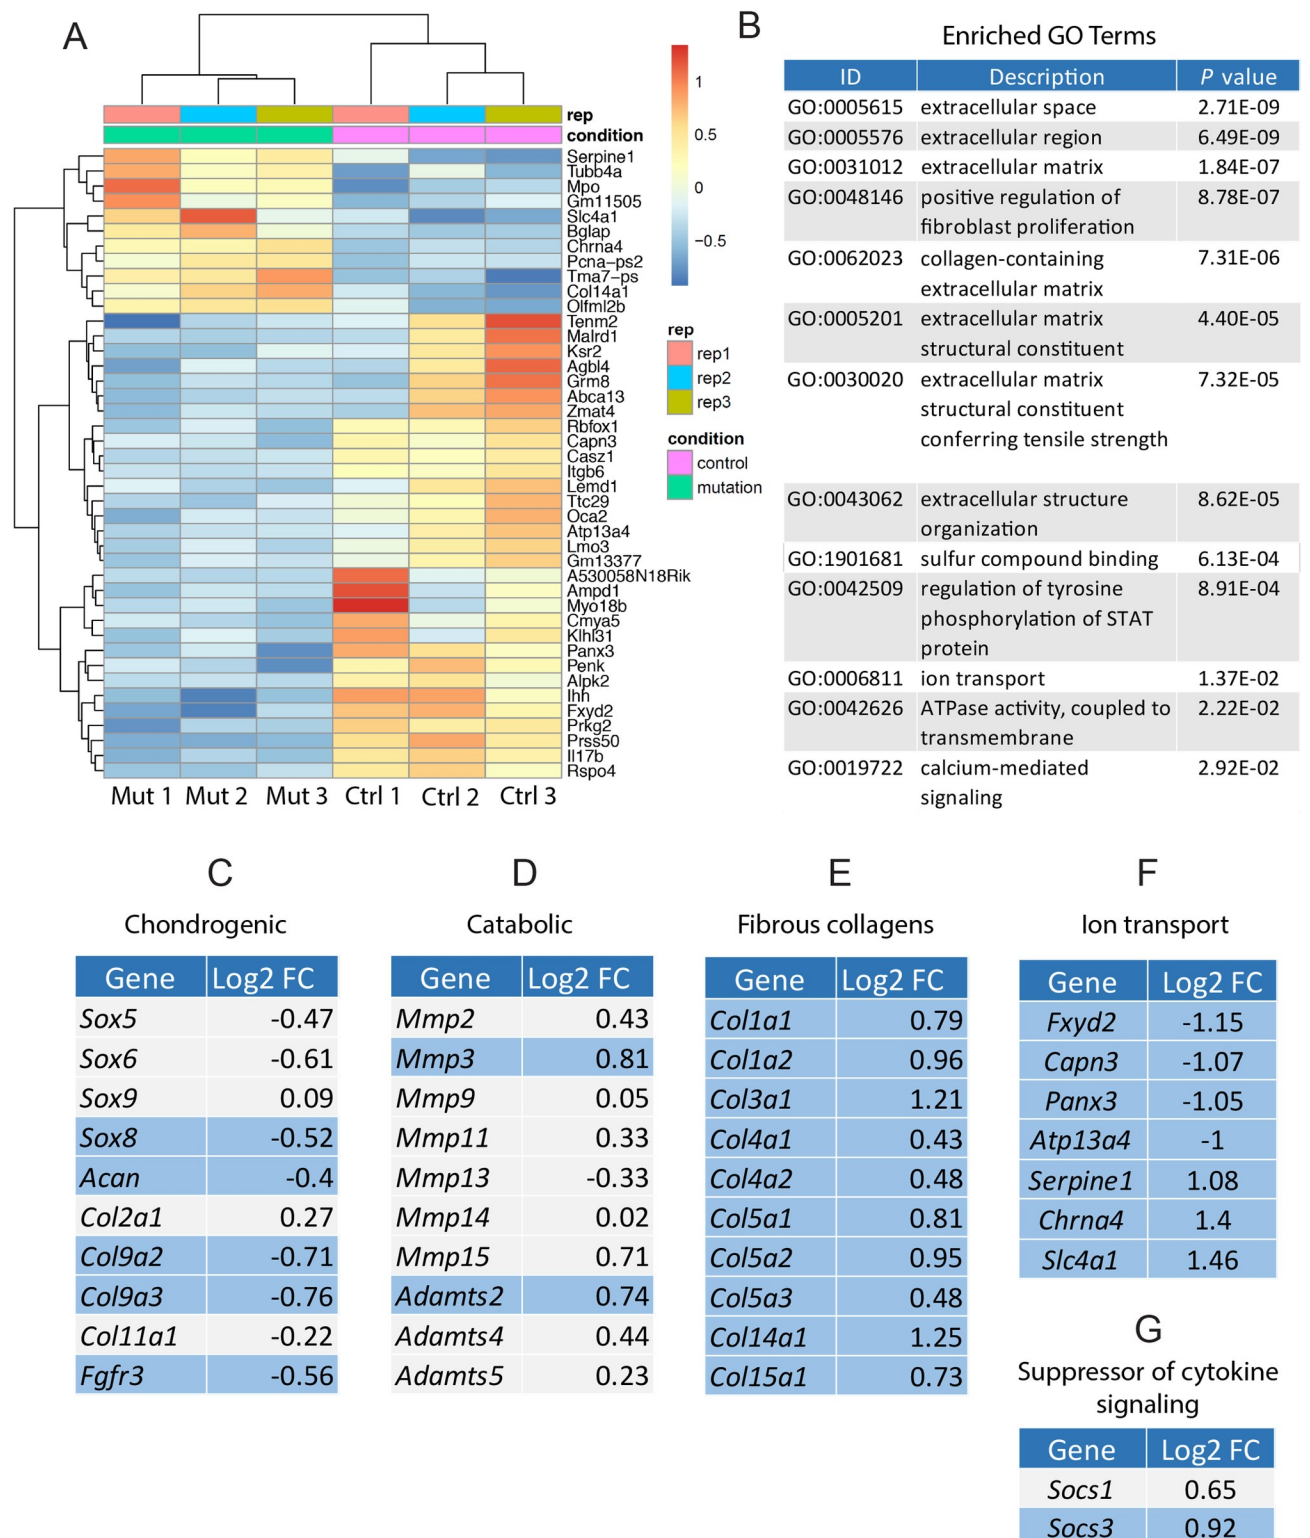 A
1
0.5
0
−0.5
rep
condition
Serpine1
Tubb4a
Mpo
Gm11505
Slc4a1
Bglap
Chrna4
Pcna−ps2
Tma7−ps
Col14a1
Olfml2b
Tenm2
Malrd1
Ksr2
Agbl4
Grm8
Abca13
Zmat4
Rbfox1
Capn3
Casz1
Itgb6
Lemd1
Ttc29
Oca2
Atp13a4
Lmo3
Gm13377
A530058N18Rik
Ampd1
Myo18b
Cmya5
Klhl31
Panx3
Penk
Alpk2
Ihh
Fxyd2
Prkg2
Prss50
Il17b
Rspo4
Mut 1 Mut 2 Mut 3 Ctrl 1 Ctrl 2 Ctrl 3
rep
rep1
rep2
rep3
condition
control
mutation
B
Enriched GO Terms
ID Description P value
GO:0005615 extracellular space 2.71E-09
GO:0005576 extracellular region 6.49E-09
GO:0031012 extracellular matrix 1.84E-07
GO:0048146 positive regulation of 8.78E-07
fibroblast proliferation
GO:0062023 collagen-containing 7.31E-06
extracellular matrix
GO:0005201 extracellular matrix 4.40E-05
structural constituent
GO:0030020 extracellular matrix 7.32E-05
structural constituent
conferring tensile strength
GO:0043062 extracellular structure 8.62E-05
organization
GO:1901681 sulfur compound binding 6.13E-04
GO:0042509 regulation of tyrosine 8.91E-04
phosphorylation of STAT
protein
GO:0006811 ion transport 1.37E-02
GO:0042626 ATPase activity, coupled to 2.22E-02
transmembrane
GO:0019722 calcium-mediated 2.92E-02
signaling
C
Chondrogenic
Gene Log2 FC
Sox5 -0.47
Sox6 -0.61
Sox9 0.09
Sox8 -0.52
Acan -0.4
Col2a1 0.27
Col9a2 -0.71
Col9a3 -0.76
Col11a1 -0.22
Fgfr3 -0.56
D
Catabolic
Gene Log2 FC
Mmp2 0.43
Mmp3 0.81
Mmp9 0.05
Mmp11 0.33
Mmp13 -0.33
Mmp14 0.02
Mmp15 0.71
Adamts2 0.74
Adamts4 0.44
Adamts5 0.23
E
Fibrous collagens
Gene Log2 FC
Col1a1 0.79
Col1a2 0.96
Col3a1 1.21
Col4a1 0.43
Col4a2 0.48
Col5a1 0.81
Col5a2 0.95
Col5a3 0.48
Col14a1 1.25
Col15a1 0.73
F
Ion transport
Gene Log2 FC
Fxyd2 -1.15
Capn3 -1.07
Panx3 -1.05
Atp13a4 -1
Serpine1 1.08
Chrna4 1.4
Slc4a1 1.46
G
Suppressor of cytokine
signaling
Gene Log2 FC
Socs1 0.65
Socs3 0.92